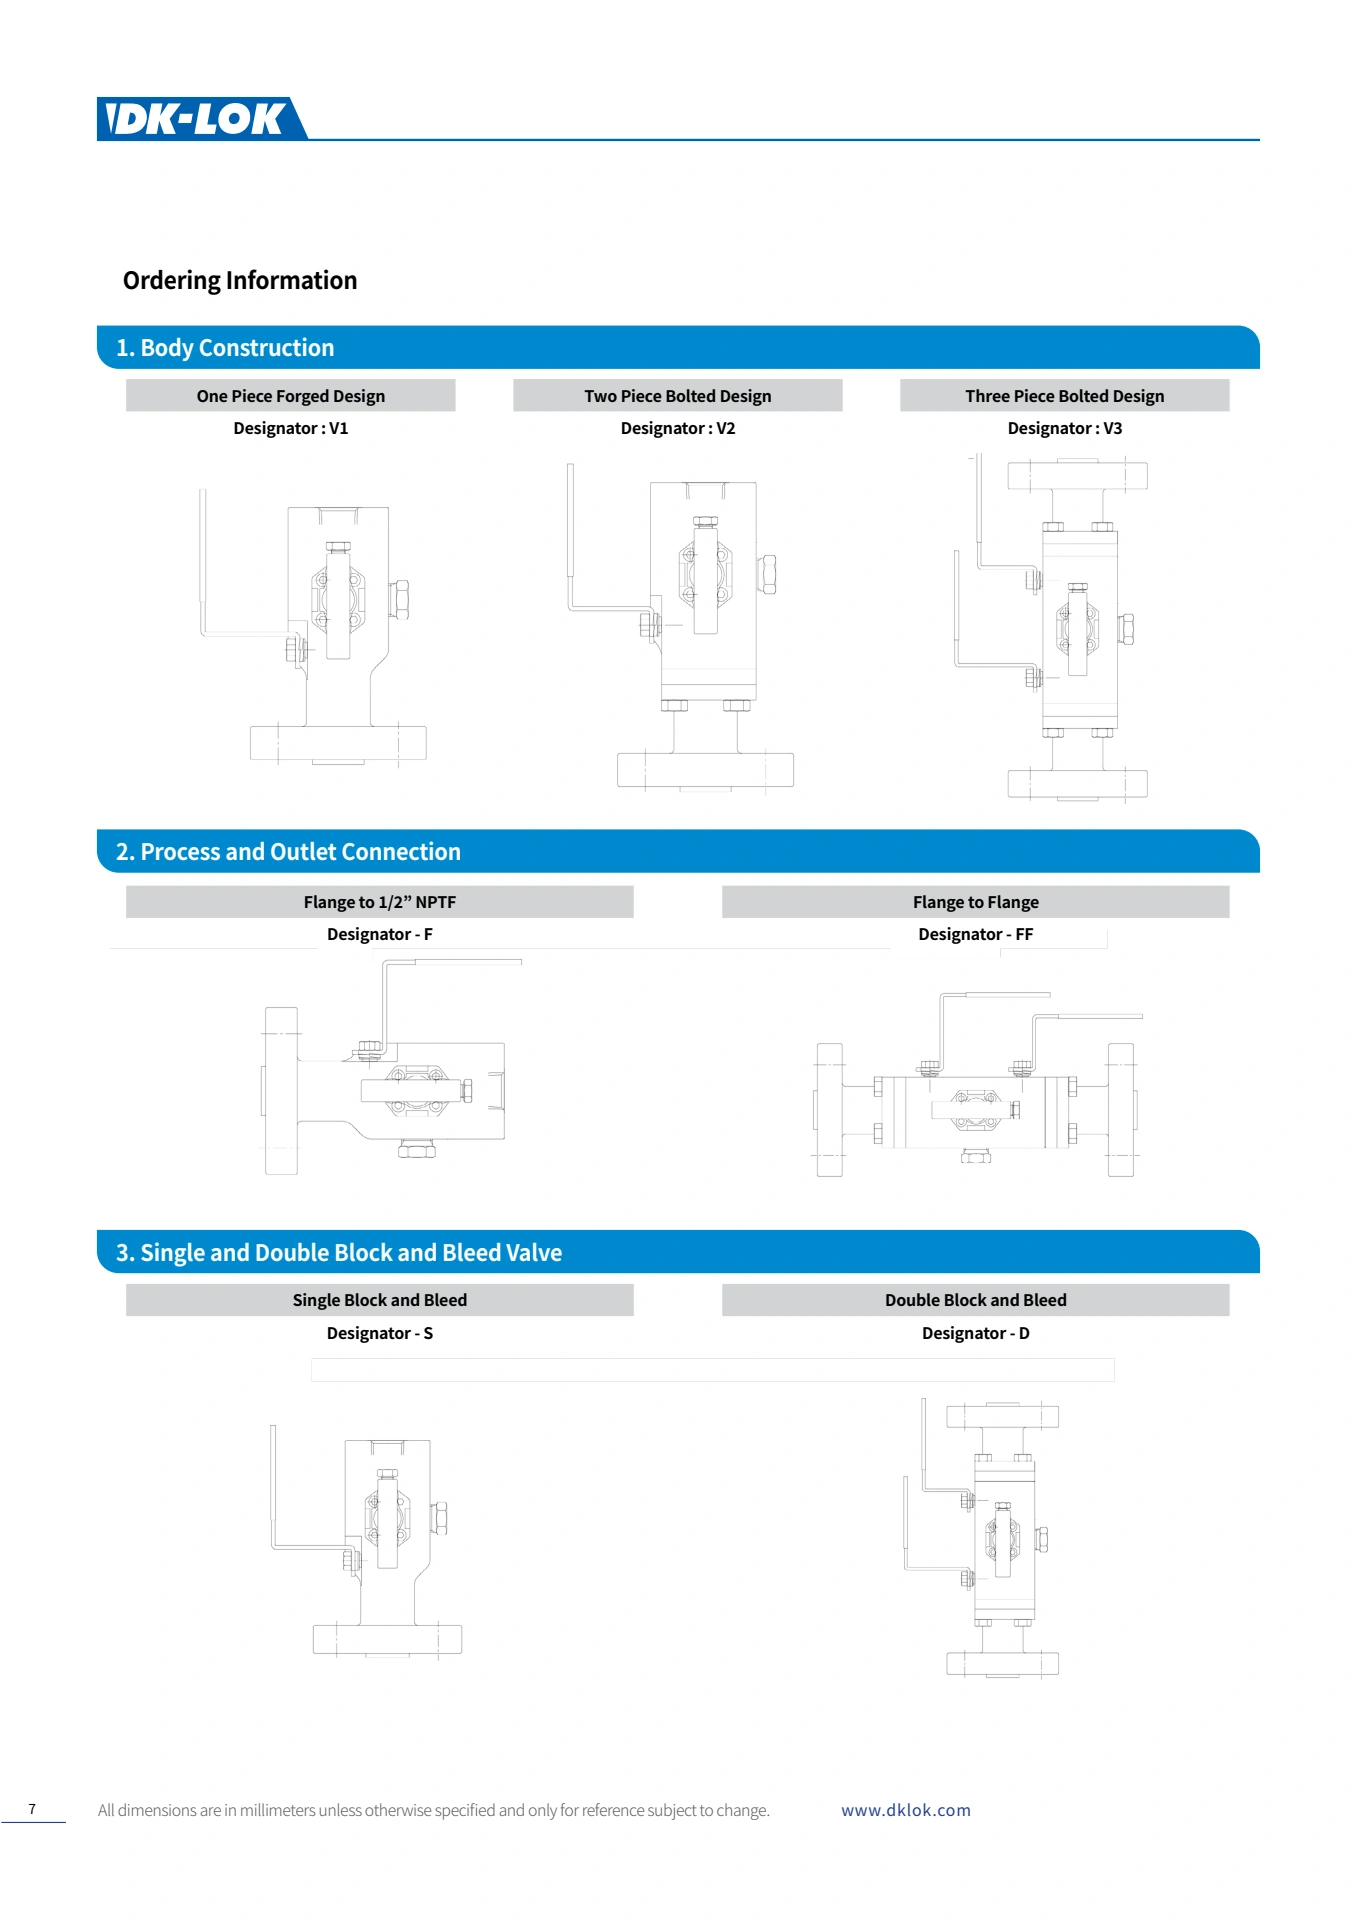 DK-LOK
Ordering Information
1. Body Construction
One Piece Forged Design
Two Piece Bolted Design
Three Piece Bolted Design
Designator : V1
Designator : V2
Designator : V3
2. Process and Outlet Connection
Flange to 1/2” NPTF
Flange to Flange
Designator - F
Designator - FF
3. Single and Double Block and Bleed Valve
Single Block and Bleed
Double Block and Bleed
Designator - S
Designator - D
7
All dimensions are in millimeters unless otherwise specified and only for reference subject to change.
www.dklok.com